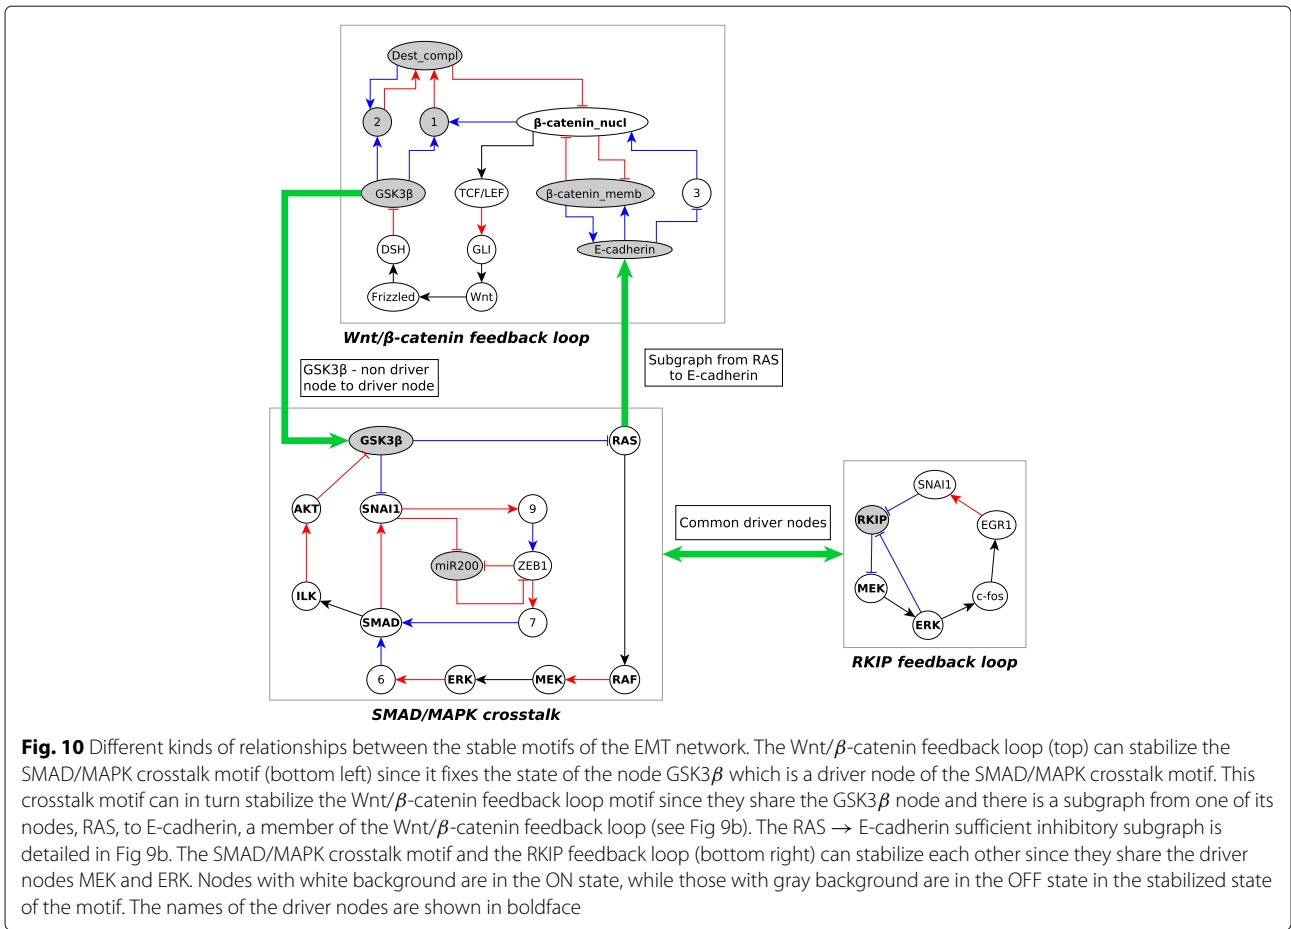 Dest_compl
2
1
β-catenin_nucl
GSK3β
TCF/LEF
β-catenin_memb
3
DSH
GLI
E-cadherin
Frizzled
Wnt
Wnt/β-catenin feedback loop
GSK3β - non driver
node to driver node
Subgraph from RAS
to E-cadherin
GSK3β
RAS
AKT
SNAI1
9
miR200
ZEB1
ILK
SMAD
7
6
ERK
MEK
RAF
SMAD/MAPK crosstalk
Common driver nodes
SNAI1
RKIP
EGR1
MEK
c-fos
ERK
RKIP feedback loop
Fig. 10 Different kinds of relationships between the stable motifs of the EMT network. The Wnt/β-catenin feedback loop (top) can stabilize the
SMAD/MAPK crosstalk motif (bottom left) since it fixes the state of the node GSK3β which is a driver node of the SMAD/MAPK crosstalk motif. This
crosstalk motif can in turn stabilize the Wnt/β-catenin feedback loop motif since they share the GSK3β node and there is a subgraph from one of its
nodes, RAS, to E-cadherin, a member of the Wnt/β-catenin feedback loop (see Fig 9b). The RAS → E-cadherin sufficient inhibitory subgraph is
detailed in Fig 9b. The SMAD/MAPK crosstalk motif and the RKIP feedback loop (bottom right) can stabilize each other since they share the driver
nodes MEK and ERK. Nodes with white background are in the ON state, while those with gray background are in the OFF state in the stabilized state
of the motif. The names of the driver nodes are shown in boldface